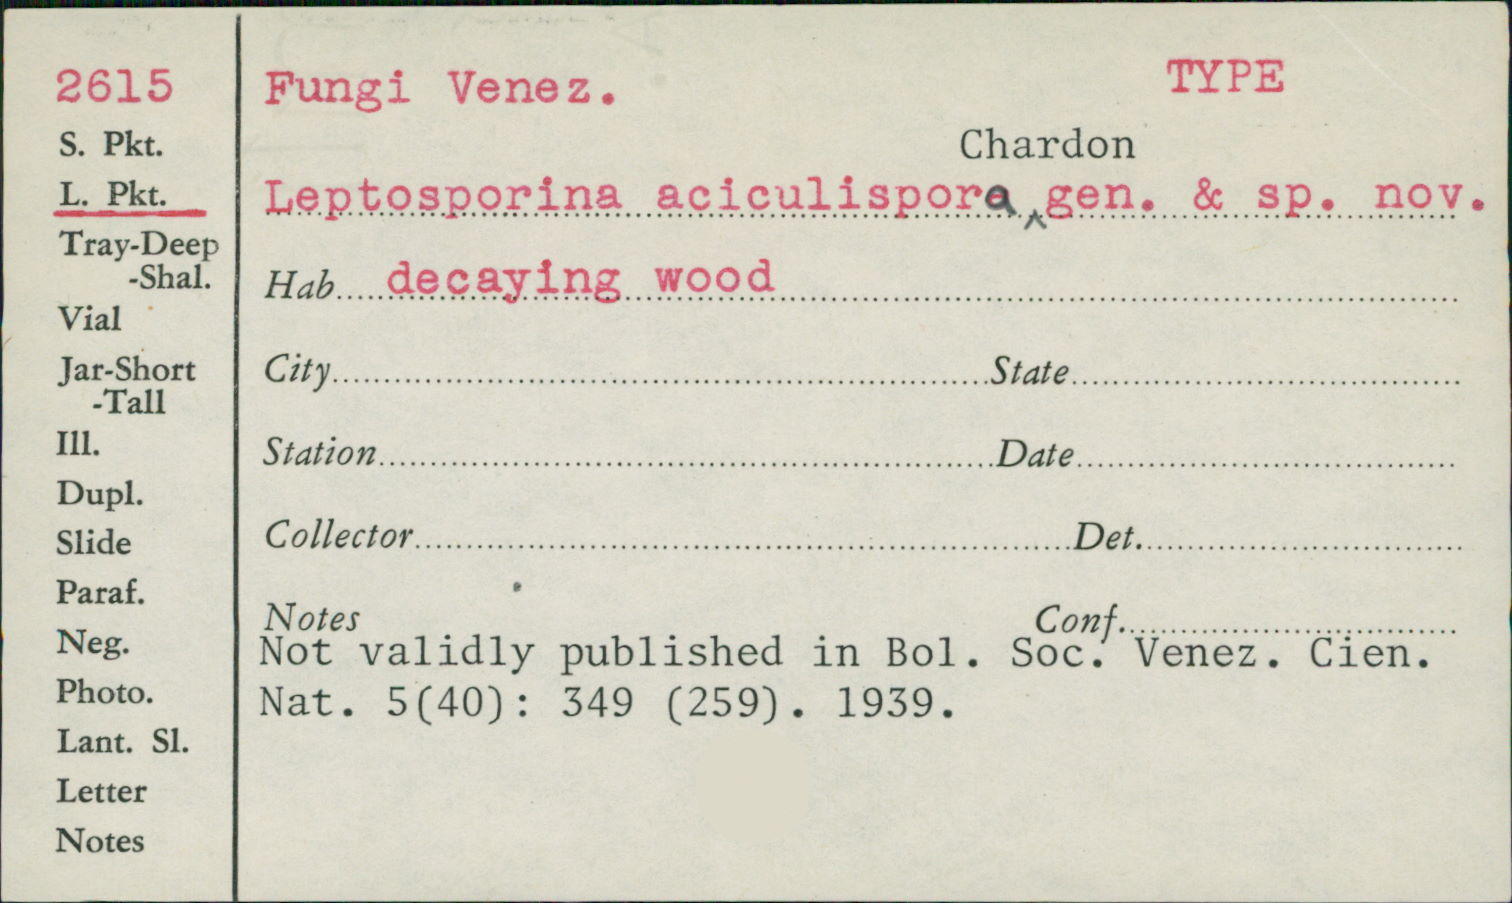 2615
Fungi Venez.
TYPE
S. Pkt.
Chardon
L. Pkt.
Leptosporina aciculispora ^ gen. & sp. nov.
Tray-Deep
-Shal.
Hab. decaying wood
Vial
Jar-Short
-Tall
City
State
Ill.
Station
Date
Dupl.
Slide
Collector
Det.
Paraf.
Notes
Conf.
Neg.
Not validly published in Bol. Soc. Venez. Cien.
Photo.
Nat. 5(40): 349 (259). 1939.
Lant. Sl.
Letter
Notes